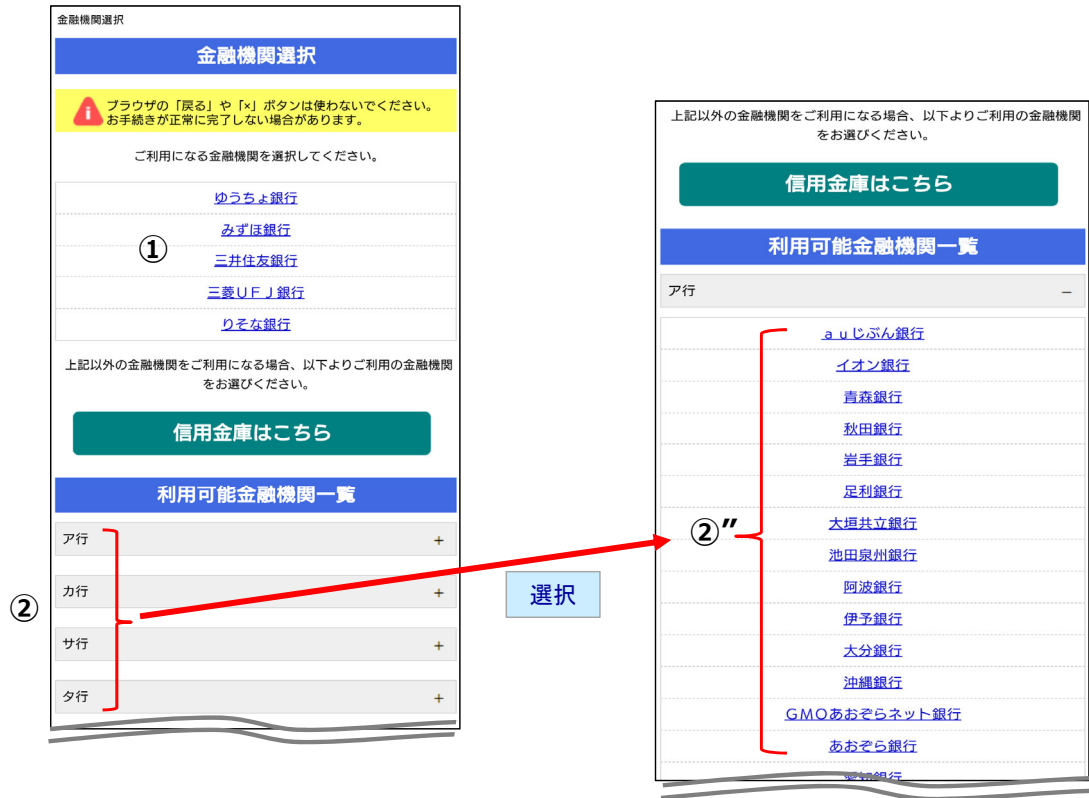 金融機関選択
金融機関選択
ブラウザの「戻る」や「×」ボタンは使わないでください。
お手続きが正常に完了しない場合があります。
ご利用になる金融機関を選択してください。
ゆうちょ銀行
みずほ銀行
①
三井住友銀行
三菱ＵＦＪ銀行
りそな銀行
上記以外の金融機関をご利用になる場合、以下よりご利用の金融機関
をお選びください。
信用金庫はこちら
利用可能金融機関一覧
ア行 +
カ行 +
②
サ行 +
タ行 +
選択
上記以外の金融機関をご利用になる場合、以下よりご利用の金融機関
をお選びください。
信用金庫はこちら
利用可能金融機関一覧
ア行 −
ａｕじぶん銀行
イオン銀行
青森銀行
秋田銀行
岩手銀行
足利銀行
大垣共立銀行
②″
池田泉州銀行
阿波銀行
伊予銀行
大分銀行
沖縄銀行
ＧＭＯあおぞらネット銀行
あおぞら銀行
愛知銀行